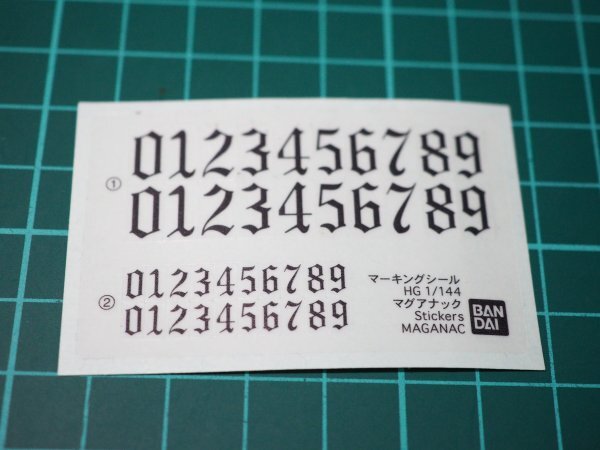 ① 0123456789
0123456789
② 0123456789
0123456789
マーキングシール
HG 1/144
マグアナック
Stickers
MAGANAC
BAN
DAI